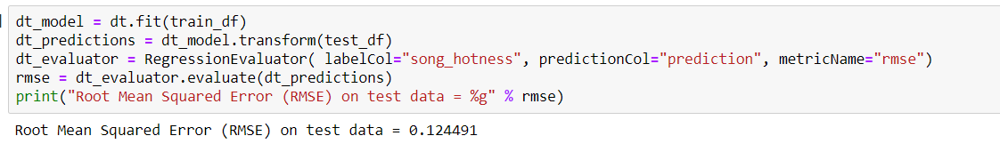 dt_model = dt.fit(train_df)
dt_predictions = dt_model.transform(test_df)
dt_evaluator = RegressionEvaluator( labelCol="song_hotness", predictionCol="prediction", metricName="rmse")
rmse = dt_evaluator.evaluate(dt_predictions)
print("Root Mean Squared Error (RMSE) on test data = %g" % rmse)
Root Mean Squared Error (RMSE) on test data = 0.124491